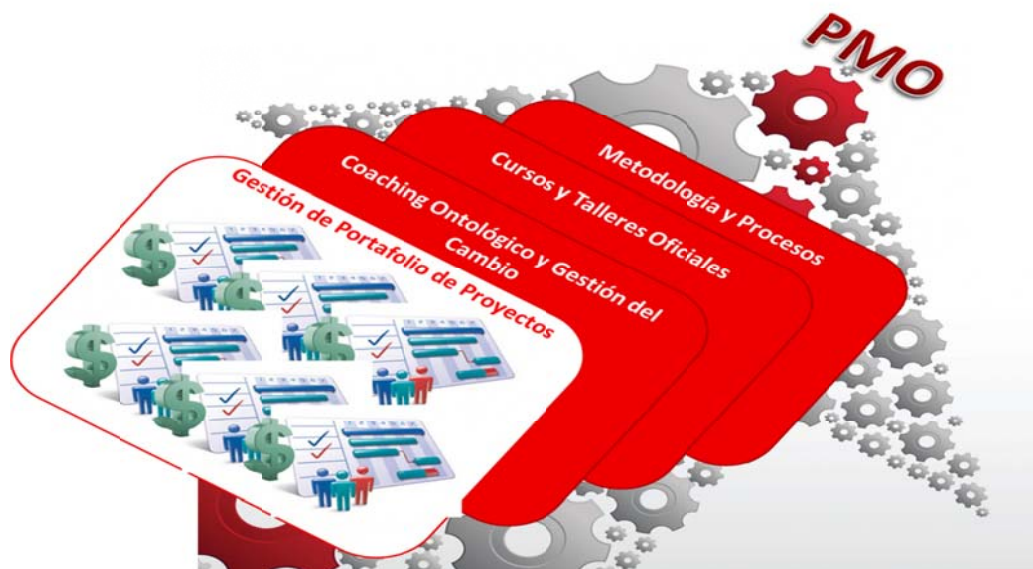 PMO
Metodología y Procesos
Cursos y Talleres Oficiales
Coaching Ontológico y Gestión del
Cambio
Gestión de Portafolio de Proyectos